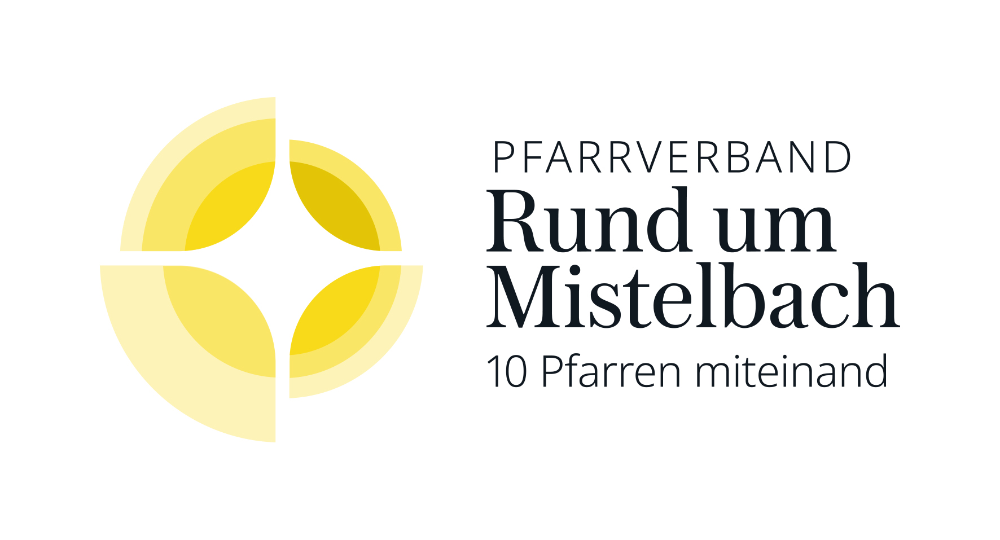 PFARRVERBAND
Rund um
Mistelbach
10 Pfarren miteinand